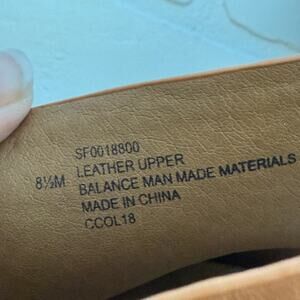 SF0018800
8½M LEATHER UPPER
BALANCE MAN MADE MATERIALS
MADE IN CHINA
CCOL18